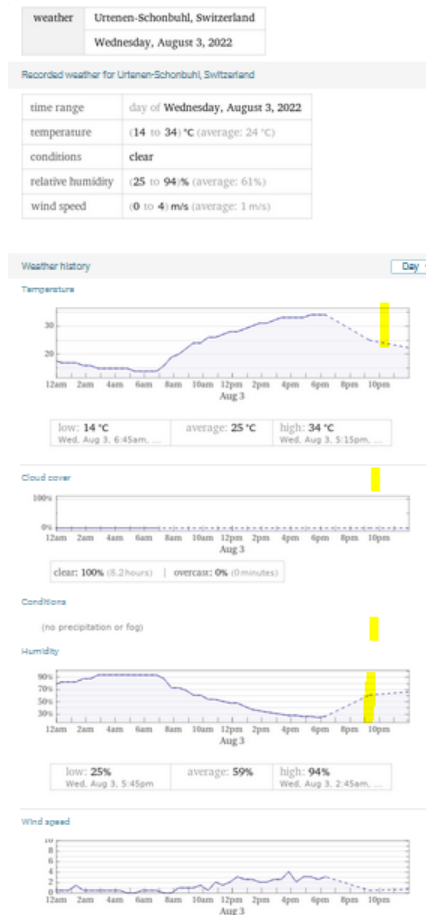 weather Urtenen-Schonbuhl, Switzerland
Wednesday, August 3, 2022
Recorded weather for Urtenen-Schonbuhl, Switzerland
time range day of Wednesday, August 3, 2022
temperature (14 to 34) °C (average: 24 °C)
conditions clear
relative humidity (25 to 94)% (average: 61%)
wind speed (0 to 4) m/s (average: 1 m/s)
Weather history Day
Temperature
30
20
12am 2am 4am 6am 8am 10am 12pm 2pm 4pm 6pm 8pm 10pm
Aug 3
low: 14 °C average: 25 °C high: 34 °C
Wed, Aug 3, 6:45am, ... Wed, Aug 3, 5:15pm, ...
Cloud cover
100%
0%
12am 2am 4am 6am 8am 10am 12pm 2pm 4pm 6pm 8pm 10pm
Aug 3
clear: 100% (8.2 hours) | overcast: 0% (0 minutes)
Conditions
(no precipitation or fog)
Humidity
90%
70%
50%
30%
12am 2am 4am 6am 8am 10am 12pm 2pm 4pm 6pm 8pm 10pm
Aug 3
low: 25% average: 59% high: 94%
Wed, Aug 3, 5:45pm Wed, Aug 3, 2:45am, ...
Wind speed
10
8
6
4
2
0
12am 2am 4am 6am 8am 10am 12pm 2pm 4pm 6pm 8pm 10pm
Aug 3